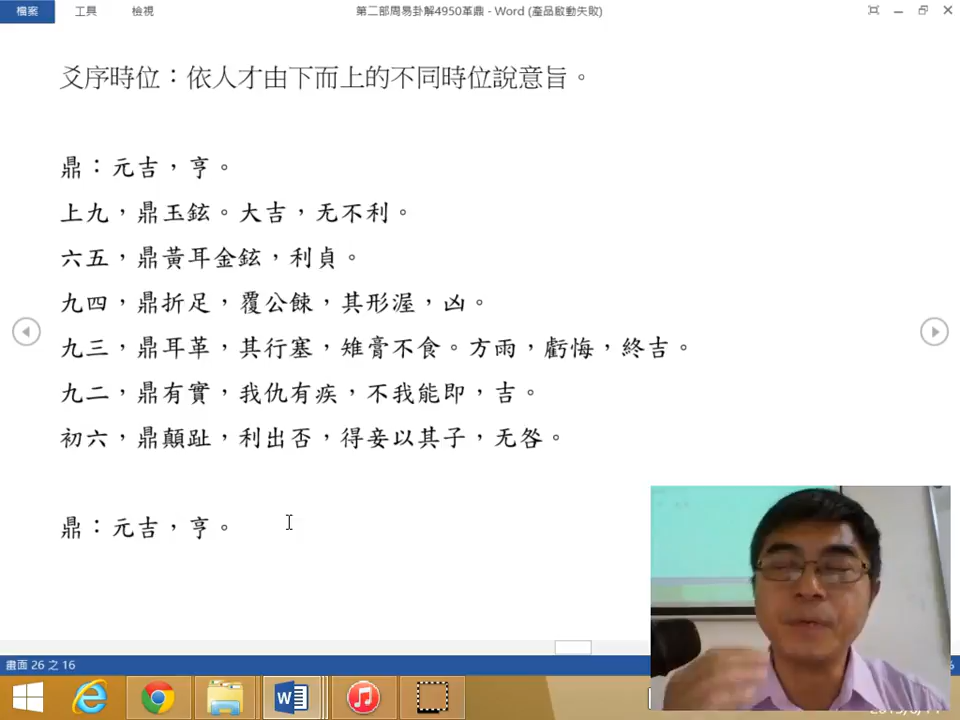 檔案 工具 檢視 第二部周易卦解4950革鼎 - Word (產品啟動失敗)
爻序時位：依人才由下而上的不同時位說意旨。
鼎：元吉，亨。
上九，鼎玉鉉。大吉，无不利。
六五，鼎黃耳金鉉，利貞。
九四，鼎折足，覆公餗，其形渥，凶。
九三，鼎耳革，其行塞，雉膏不食。方雨，虧悔，終吉。
九二，鼎有實，我仇有疾，不我能即，吉。
初六，鼎顛趾，利出否，得妾以其子，无咎。
鼎：元吉，亨。
畫面 26 之 16